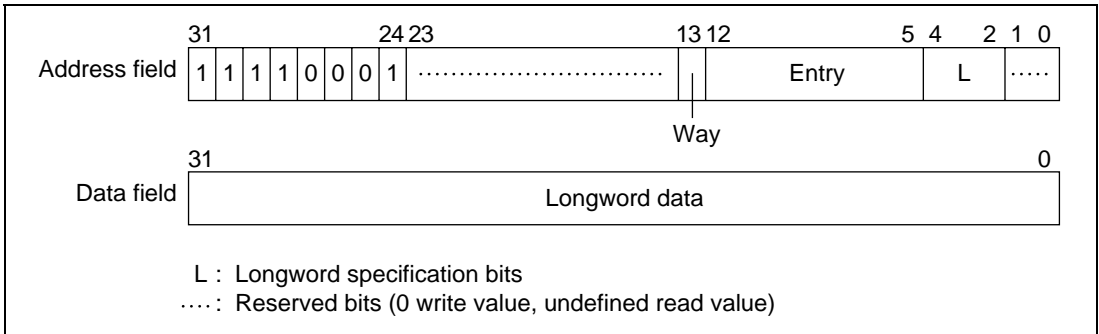 31 24 23 13 12 5 4 2 1 0
Address field 1 1 1 1 0 0 0 1 .............................. Entry L .....
Way
31 0
Data field Longword data
L : Longword specification bits
.... : Reserved bits (0 write value, undefined read value)